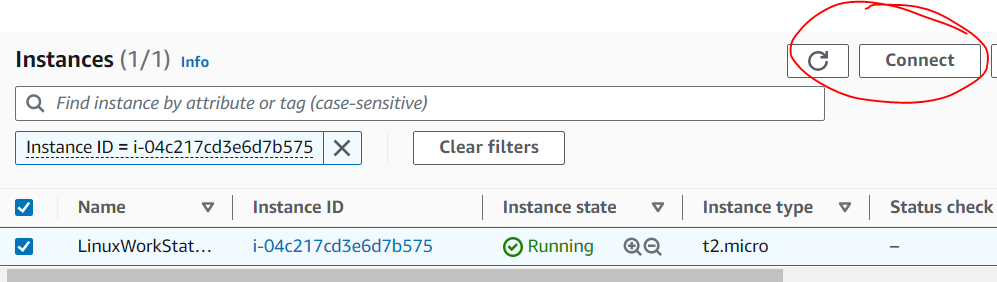 Instances (1/1) Info
Connect
Find instance by attribute or tag (case-sensitive)
Instance ID = i-04c217cd3e6d7b575
Clear filters
Name Instance ID Instance state Instance type Status check
LinuxWorkStat... i-04c217cd3e6d7b575 Running t2.micro –